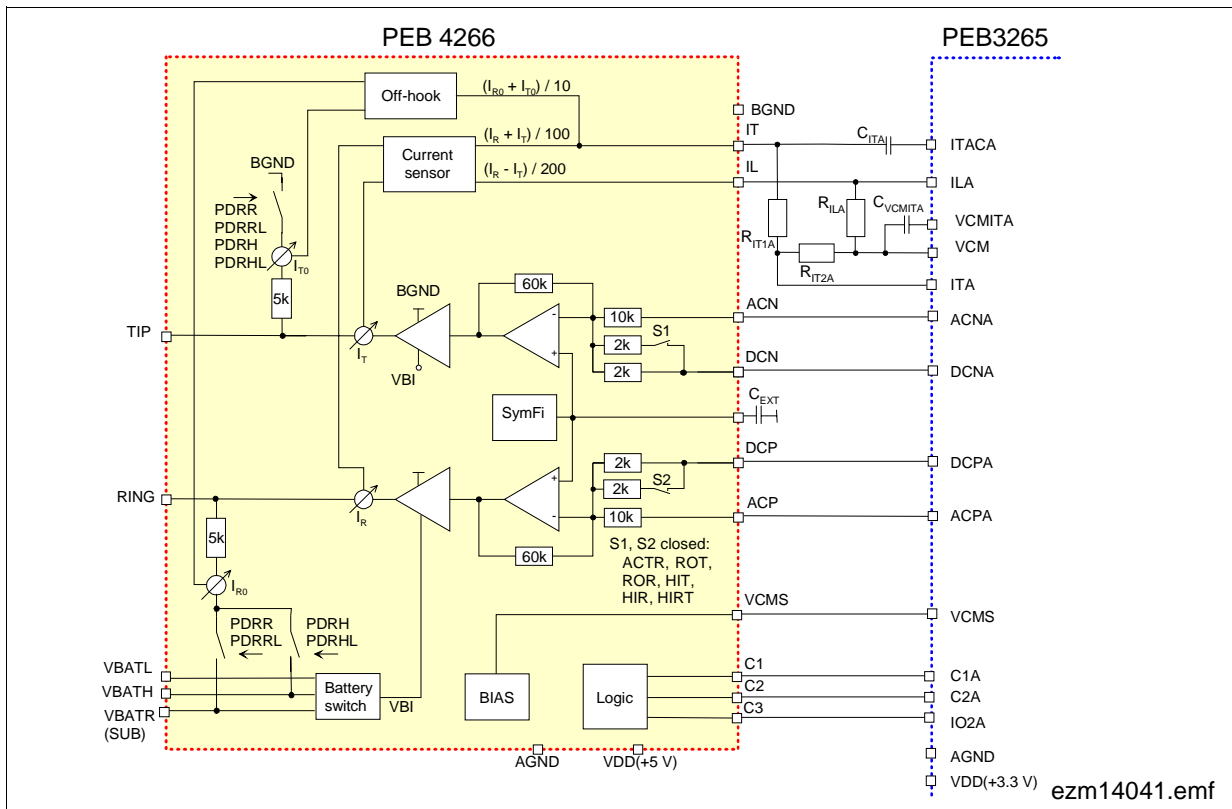 PEB 4266
PEB3265
Off-hook
(IR0 + IT0) / 10
BGND
IT
CITA
ITACA
(IR + IT) / 100
Current
sensor
(IR - IT) / 200
IL
ILA
BGND
PDRR
PDRRL
PDRH
PDRHL
IT0
5k
RIT1A
RILA
CVCMITA
VCMITA
VCM
RIT2A
ITA
BGND
60k
ACN
ACNA
10k
S1
2k
2k
DCN
DCNA
-
+
TIP
IT
VBI
SymFi
CEXT
DCP
DCPA
2k
S2
2k
10k
ACP
ACPA
+
-
RING
IR
5k
60k
S1, S2 closed:
ACTR, ROT,
ROR, HIT,
HIR, HIRT
IR0
VCMS
VCMS
PDRR
PDRRL
PDRH
PDRHL
VBATL
VBATH
VBATR
(SUB)
Battery
switch
VBI
BIAS
Logic
C1
C1A
C2
C2A
C3
IO2A
AGND
VDD(+5 V)
AGND
VDD(+3.3 V)
ezm14041.emf